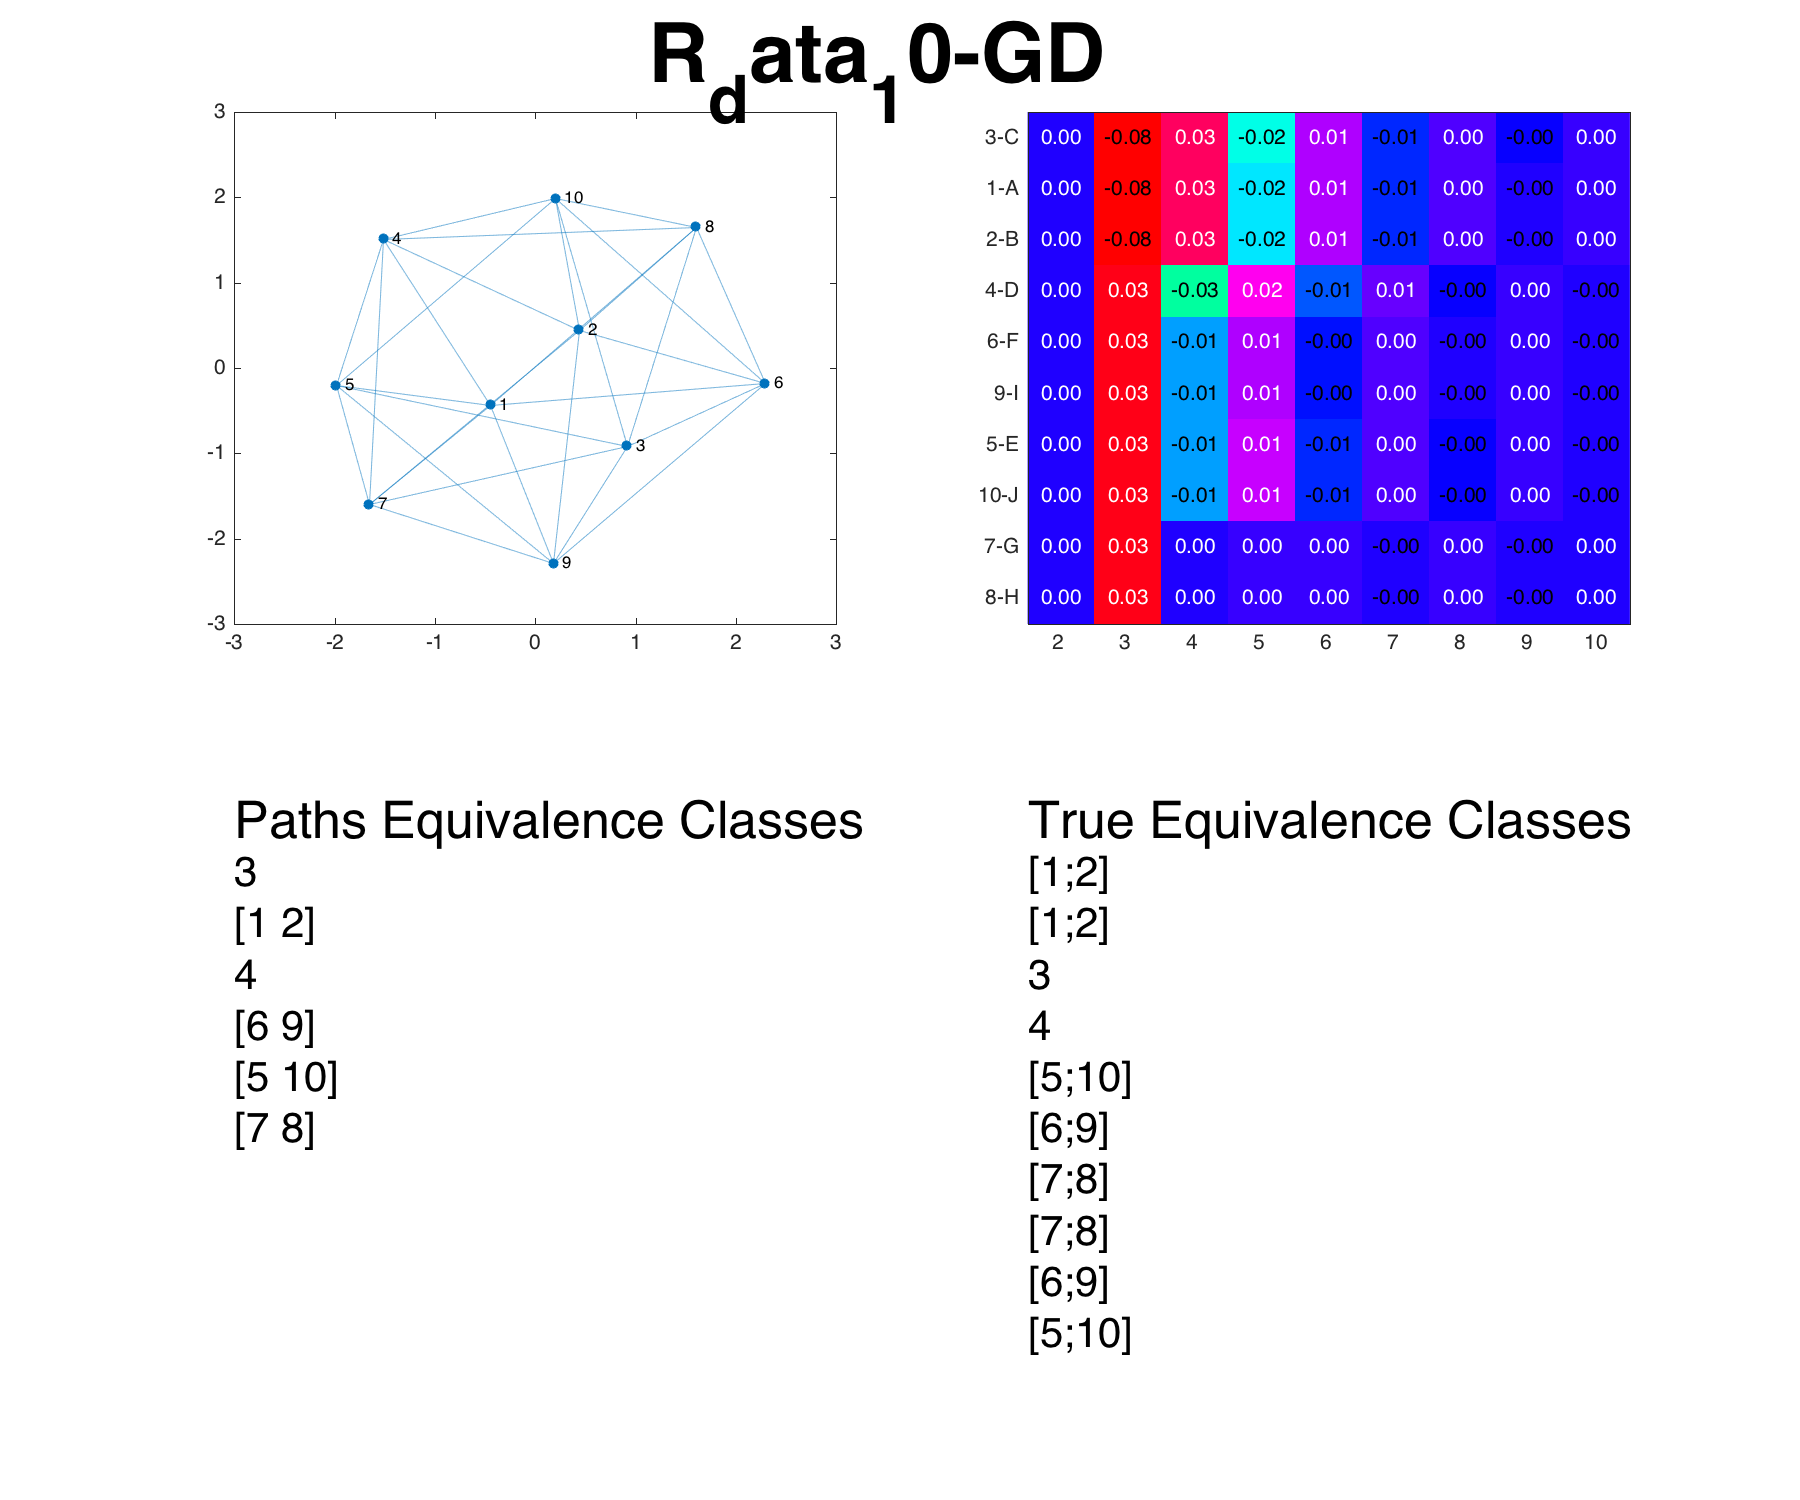 R_data_10-GD
3
2
1
0
-1
-2
-3
-3 -2 -1 0 1 2 3
10
8
4
2
5
6
1
3
7
9
3-C 0.00 -0.08 0.03 -0.02 0.01 -0.01 0.00 -0.00 0.00
1-A 0.00 -0.08 0.03 -0.02 0.01 -0.01 0.00 -0.00 0.00
2-B 0.00 -0.08 0.03 -0.02 0.01 -0.01 0.00 -0.00 0.00
4-D 0.00 0.03 -0.03 0.02 -0.01 0.01 -0.00 0.00 -0.00
6-F 0.00 0.03 -0.01 0.01 -0.00 0.00 -0.00 0.00 -0.00
9-I 0.00 0.03 -0.01 0.01 -0.00 0.00 -0.00 0.00 -0.00
5-E 0.00 0.03 -0.01 0.01 -0.01 0.00 -0.00 0.00 -0.00
10-J 0.00 0.03 -0.01 0.01 -0.01 0.00 -0.00 0.00 -0.00
7-G 0.00 0.03 0.00 0.00 0.00 -0.00 0.00 -0.00 0.00
8-H 0.00 0.03 0.00 0.00 0.00 -0.00 0.00 -0.00 0.00
2 3 4 5 6 7 8 9 10
Paths Equivalence Classes
3
[1 2]
4
[6 9]
[5 10]
[7 8]
True Equivalence Classes
[1;2]
[1;2]
3
4
[5;10]
[6;9]
[7;8]
[7;8]
[6;9]
[5;10]